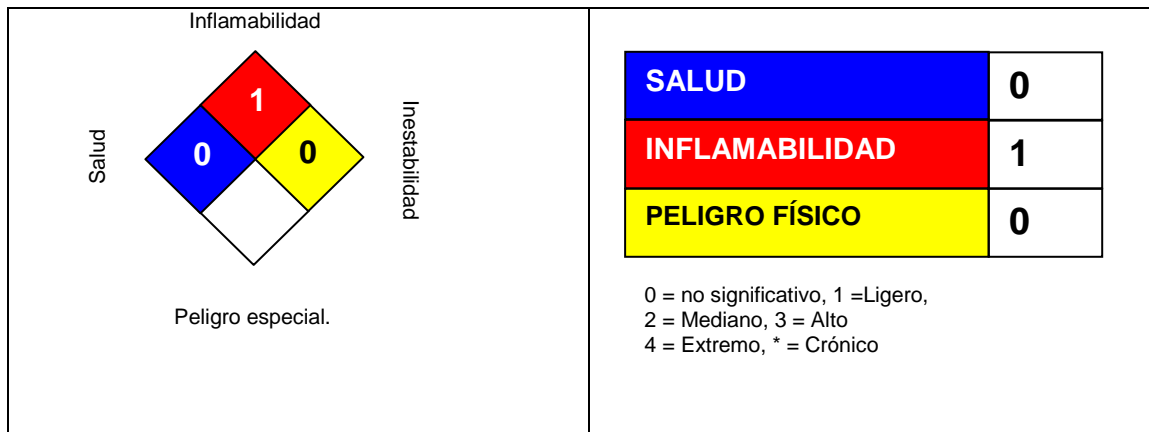 Inflamabilidad
1
Salud
0
0
Inestabilidad
Peligro especial.
SALUD 0
INFLAMABILIDAD 1
PELIGRO FÍSICO 0
0 = no significativo, 1 =Ligero,
2 = Mediano, 3 = Alto
4 = Extremo, * = Crónico